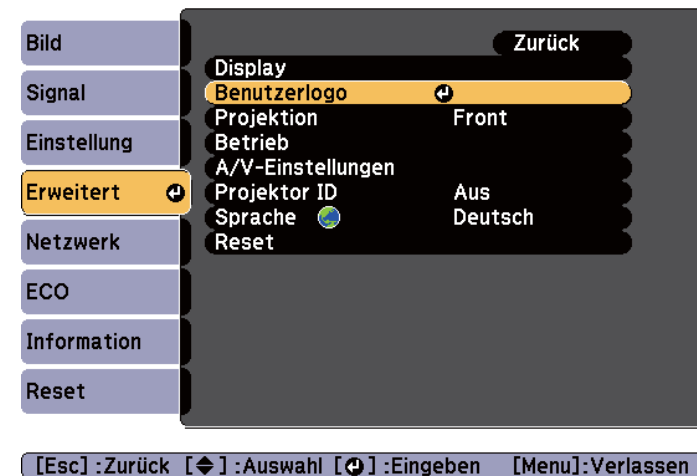 Bild
Signal
Einstellung
Erweitert
Netzwerk
ECO
Information
Reset
Zurück
Display
Benutzerlogo
Projektion Front
Betrieb
A/V-Einstellungen
Projektor ID Aus
Sprache Deutsch
Reset
[Esc] :Zurück [ ] :Auswahl [ ] :Eingeben [Menu]:Verlassen